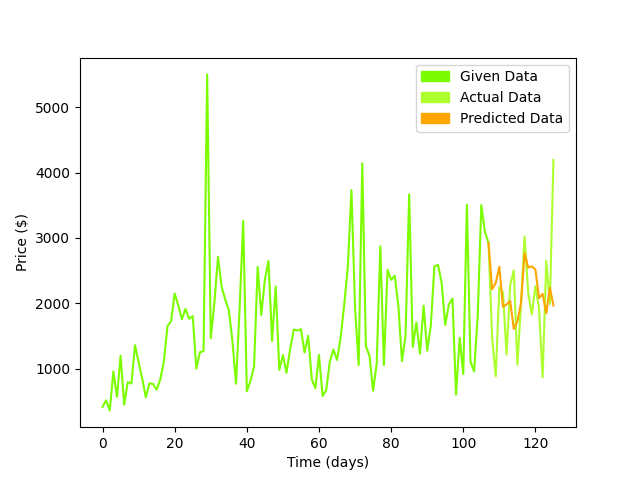 Given Data
Actual Data
Predicted Data
Price ($)
5000
4000
3000
2000
1000
0 20 40 60 80 100 120
Time (days)